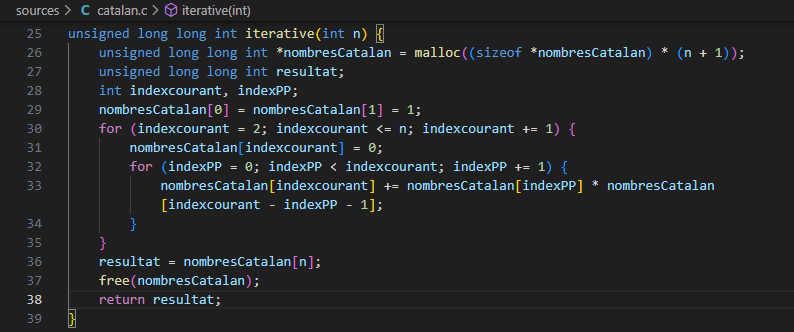 sources > catalan.c > iterative(int)
25 unsigned long long int iterative(int n) {
26 unsigned long long int *nombresCatalan = malloc((sizeof *nombresCatalan) * (n + 1));
27 unsigned long long int resultat;
28 int indexcourant, indexPP;
29 nombresCatalan[0] = nombresCatalan[1] = 1;
30 for (indexcourant = 2; indexcourant <= n; indexcourant += 1) {
31 nombresCatalan[indexcourant] = 0;
32 for (indexPP = 0; indexPP < indexcourant; indexPP += 1) {
33 nombresCatalan[indexcourant] += nombresCatalan[indexPP] * nombresCatalan
[indexcourant - indexPP - 1];
34 }
35 }
36 resultat = nombresCatalan[n];
37 free(nombresCatalan);
38 return resultat;
39 }